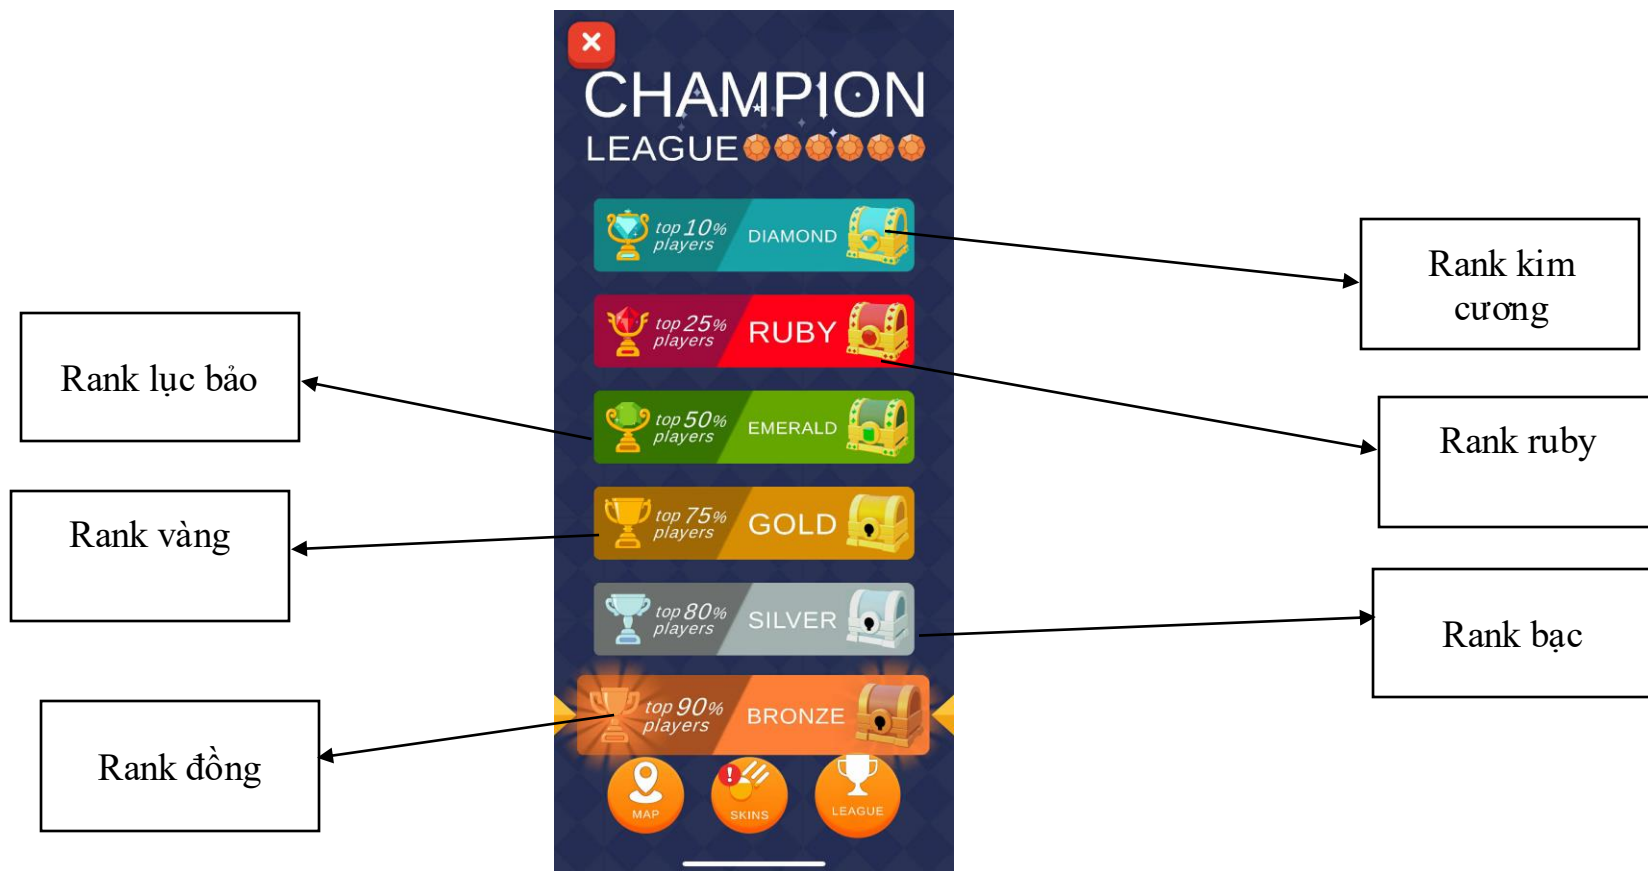 CHAMPION
LEAGUE
top 10%
players
DIAMOND
top 25%
players
RUBY
top 50%
players
EMERALD
top 75%
players
GOLD
top 80%
players
SILVER
top 90%
players
BRONZE
MAP
!
SKINS
LEAGUE
Rank lục bảo
Rank vàng
Rank đồng
Rank kim
cương
Rank ruby
Rank bạc